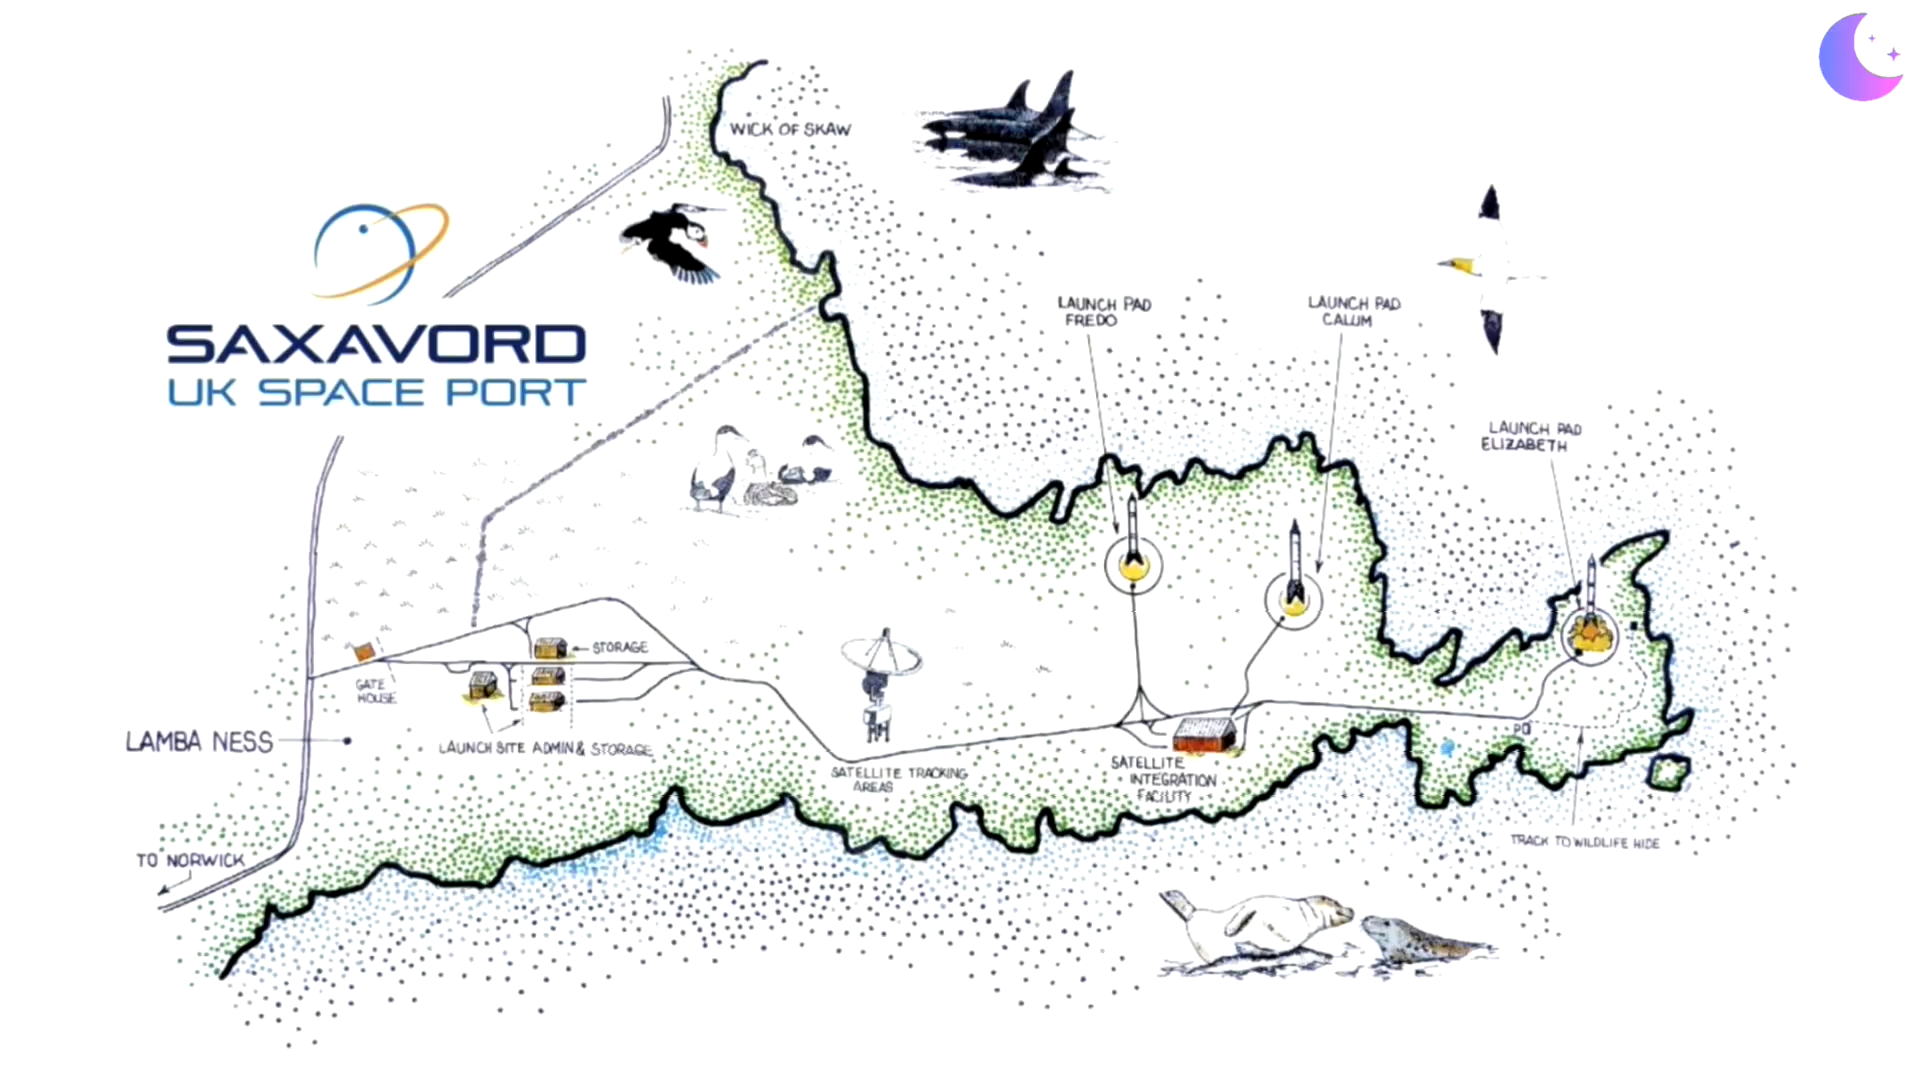 WICK OF SKAW
SAXAVORD
UK SPACE PORT
LAUNCH PAD
FREDO
LAUNCH PAD
CALUM
LAUNCH PAD
ELIZABETH
STORAGE
GATE
HOUSE
LAMBA NESS
LAUNCH SITE ADMIN & STORAGE
SATELLITE TRACKING
AREAS
SATELLITE
INTEGRATION
FACILITY
TRACK TO WILDLIFE HIDE
TO NORWICK